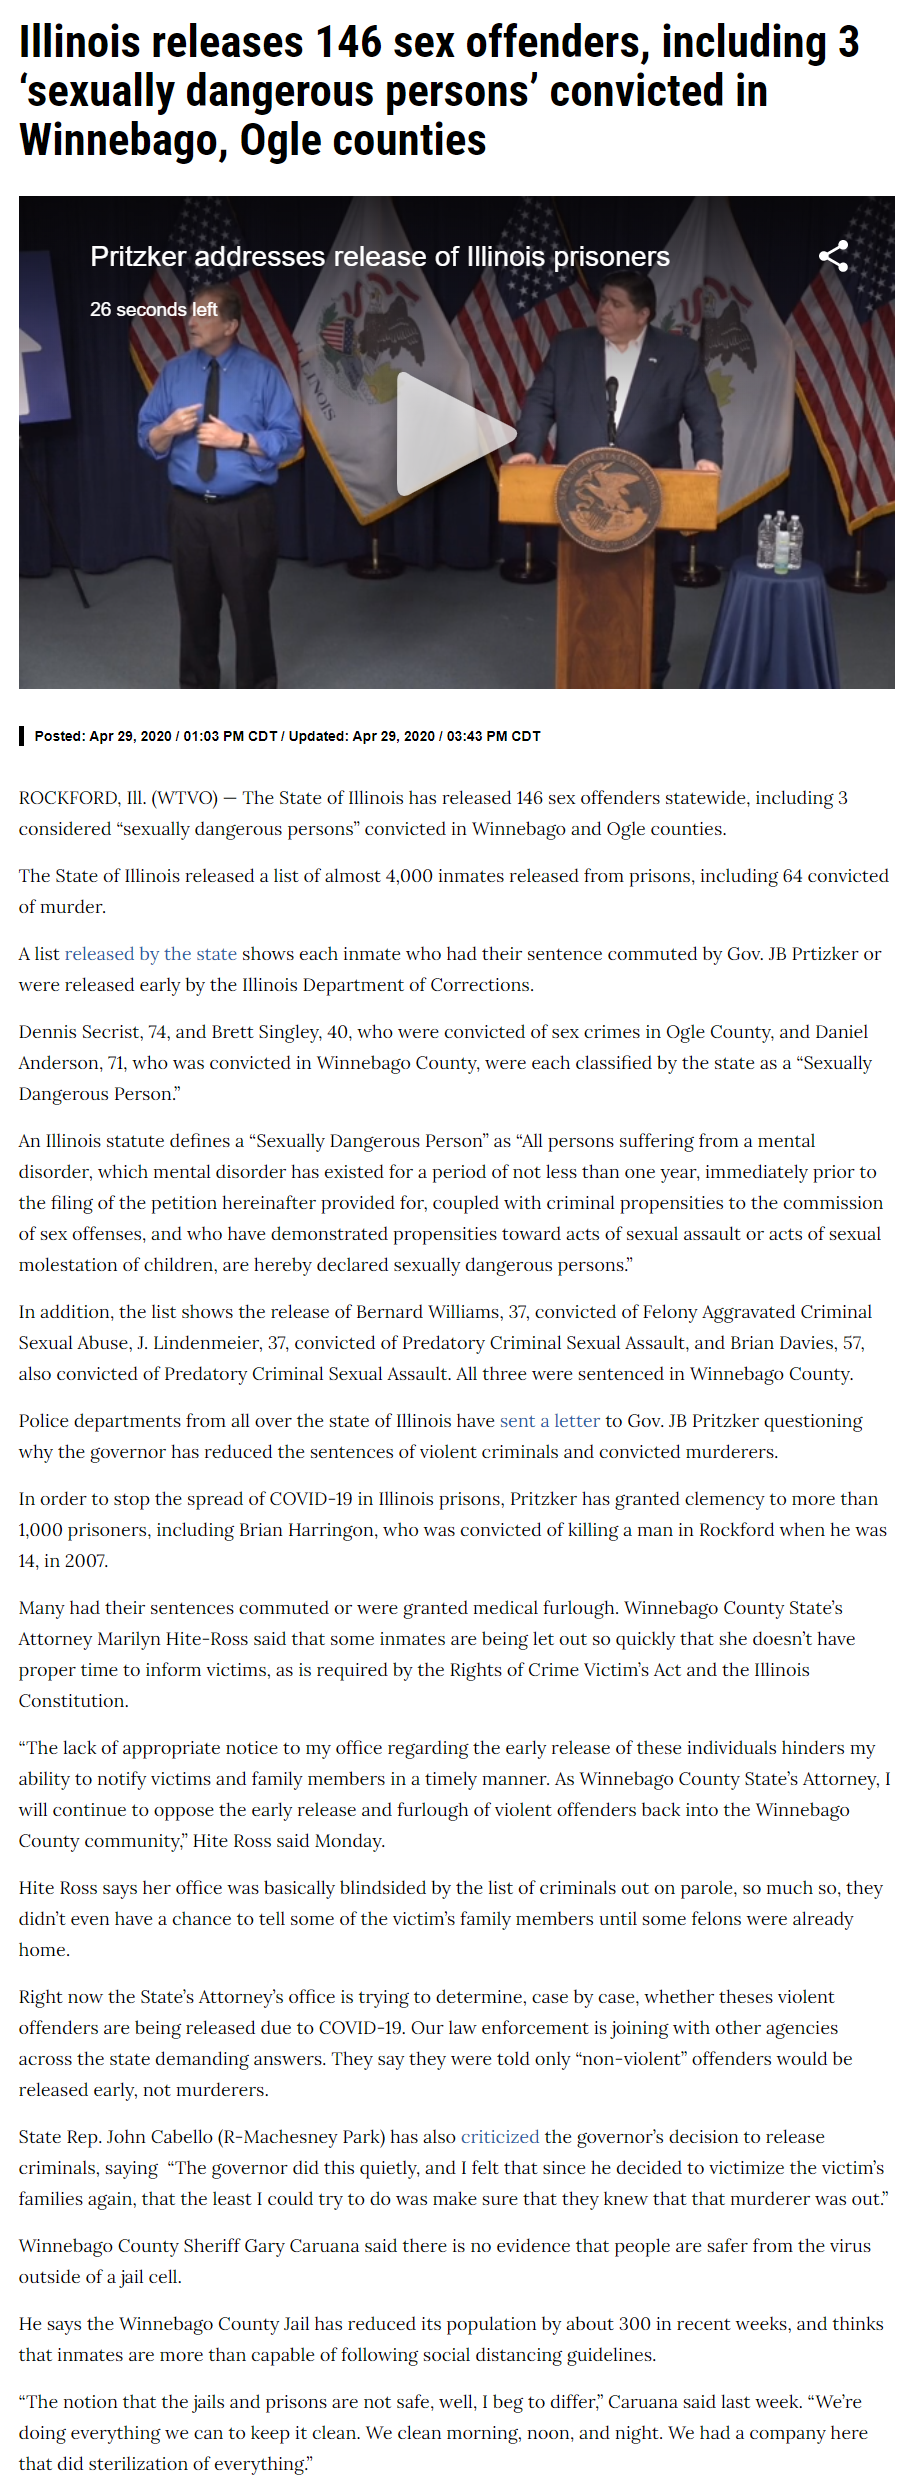 Illinois releases 146 sex offenders, including 3
‘sexually dangerous persons’ convicted in
Winnebago, Ogle counties
Pritzker addresses release of Illinois prisoners
26 seconds left
ILLINOIS
Posted: Apr 29, 2020 / 01:03 PM CDT / Updated: Apr 29, 2020 / 03:43 PM CDT
ROCKFORD, Ill. (WTVO) — The State of Illinois has released 146 sex offenders statewide, including 3
considered “sexually dangerous persons” convicted in Winnebago and Ogle counties.
The State of Illinois released a list of almost 4,000 inmates released from prisons, including 64 convicted
of murder.
A list released by the state shows each inmate who had their sentence commuted by Gov. JB Prtizker or
were released early by the Illinois Department of Corrections.
Dennis Secrist, 74, and Brett Singley, 40, who were convicted of sex crimes in Ogle County, and Daniel
Anderson, 71, who was convicted in Winnebago County, were each classified by the state as a “Sexually
Dangerous Person.”
An Illinois statute defines a “Sexually Dangerous Person” as “All persons suffering from a mental
disorder, which mental disorder has existed for a period of not less than one year, immediately prior to
the filing of the petition hereinafter provided for, coupled with criminal propensities to the commission
of sex offenses, and who have demonstrated propensities toward acts of sexual assault or acts of sexual
molestation of children, are hereby declared sexually dangerous persons.”
In addition, the list shows the release of Bernard Williams, 37, convicted of Felony Aggravated Criminal
Sexual Abuse, J. Lindenmeier, 37, convicted of Predatory Criminal Sexual Assault, and Brian Davies, 57,
also convicted of Predatory Criminal Sexual Assault. All three were sentenced in Winnebago County.
Police departments from all over the state of Illinois have sent a letter to Gov. JB Pritzker questioning
why the governor has reduced the sentences of violent criminals and convicted murderers.
In order to stop the spread of COVID-19 in Illinois prisons, Pritzker has granted clemency to more than
1,000 prisoners, including Brian Harringon, who was convicted of killing a man in Rockford when he was
14, in 2007.
Many had their sentences commuted or were granted medical furlough. Winnebago County State’s
Attorney Marilyn Hite-Ross said that some inmates are being let out so quickly that she doesn’t have
proper time to inform victims, as is required by the Rights of Crime Victim’s Act and the Illinois
Constitution.
“The lack of appropriate notice to my office regarding the early release of these individuals hinders my
ability to notify victims and family members in a timely manner. As Winnebago County State’s Attorney, I
will continue to oppose the early release and furlough of violent offenders back into the Winnebago
County community,” Hite Ross said Monday.
Hite Ross says her office was basically blindsided by the list of criminals out on parole, so much so, they
didn’t even have a chance to tell some of the victim’s family members until some felons were already
home.
Right now the State’s Attorney’s office is trying to determine, case by case, whether theses violent
offenders are being released due to COVID-19. Our law enforcement is joining with other agencies
across the state demanding answers. They say they were told only “non-violent” offenders would be
released early, not murderers.
State Rep. John Cabello (R-Machesney Park) has also criticized the governor’s decision to release
criminals, saying  “The governor did this quietly, and I felt that since he decided to victimize the victim’s
families again, that the least I could try to do was make sure that they knew that that murderer was out.”
Winnebago County Sheriff Gary Caruana said there is no evidence that people are safer from the virus
outside of a jail cell.
He says the Winnebago County Jail has reduced its population by about 300 in recent weeks, and thinks
that inmates are more than capable of following social distancing guidelines.
“The notion that the jails and prisons are not safe, well, I beg to differ,” Caruana said last week. “We’re
doing everything we can to keep it clean. We clean morning, noon, and night. We had a company here
that did sterilization of everything.”